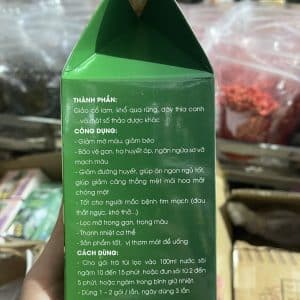 THÀNH PHẦN:
Giảo cổ lam, khổ qua rừng, dây thìa canh
...và một số thảo dược khác
CÔNG DỤNG:
- Giảm mỡ máu, giảm béo
- Bảo vệ gan, hạ huyết áp, ngăn ngừa sơ vữ
mạch máu
- Giảm đường huyết, giúp ăn ngon ngủ tốt,
giúp giảm căng thẳng mệt mỏi hoa mắt
chóng mặt
- Tốt cho người mắc bệnh tim mạch (đau
thắt ngực, khó thở...)
- Lọc mỡ trong gan, trong máu
- Thanh nhiệt cơ thể
- Sản phẩm tốt, vị thơm mát dễ uống
CÁCH DÙNG:
- Cho gói trà túi lọc vào 100ml nước sôi
ngâm 10 đến 15 phút, hoặc đun sôi từ 2 đến
5 phút, hoặc ngâm trong bình giữ nhiệt
- Dùng 1 - 2 gói / lần, ngày dùng 3 lần